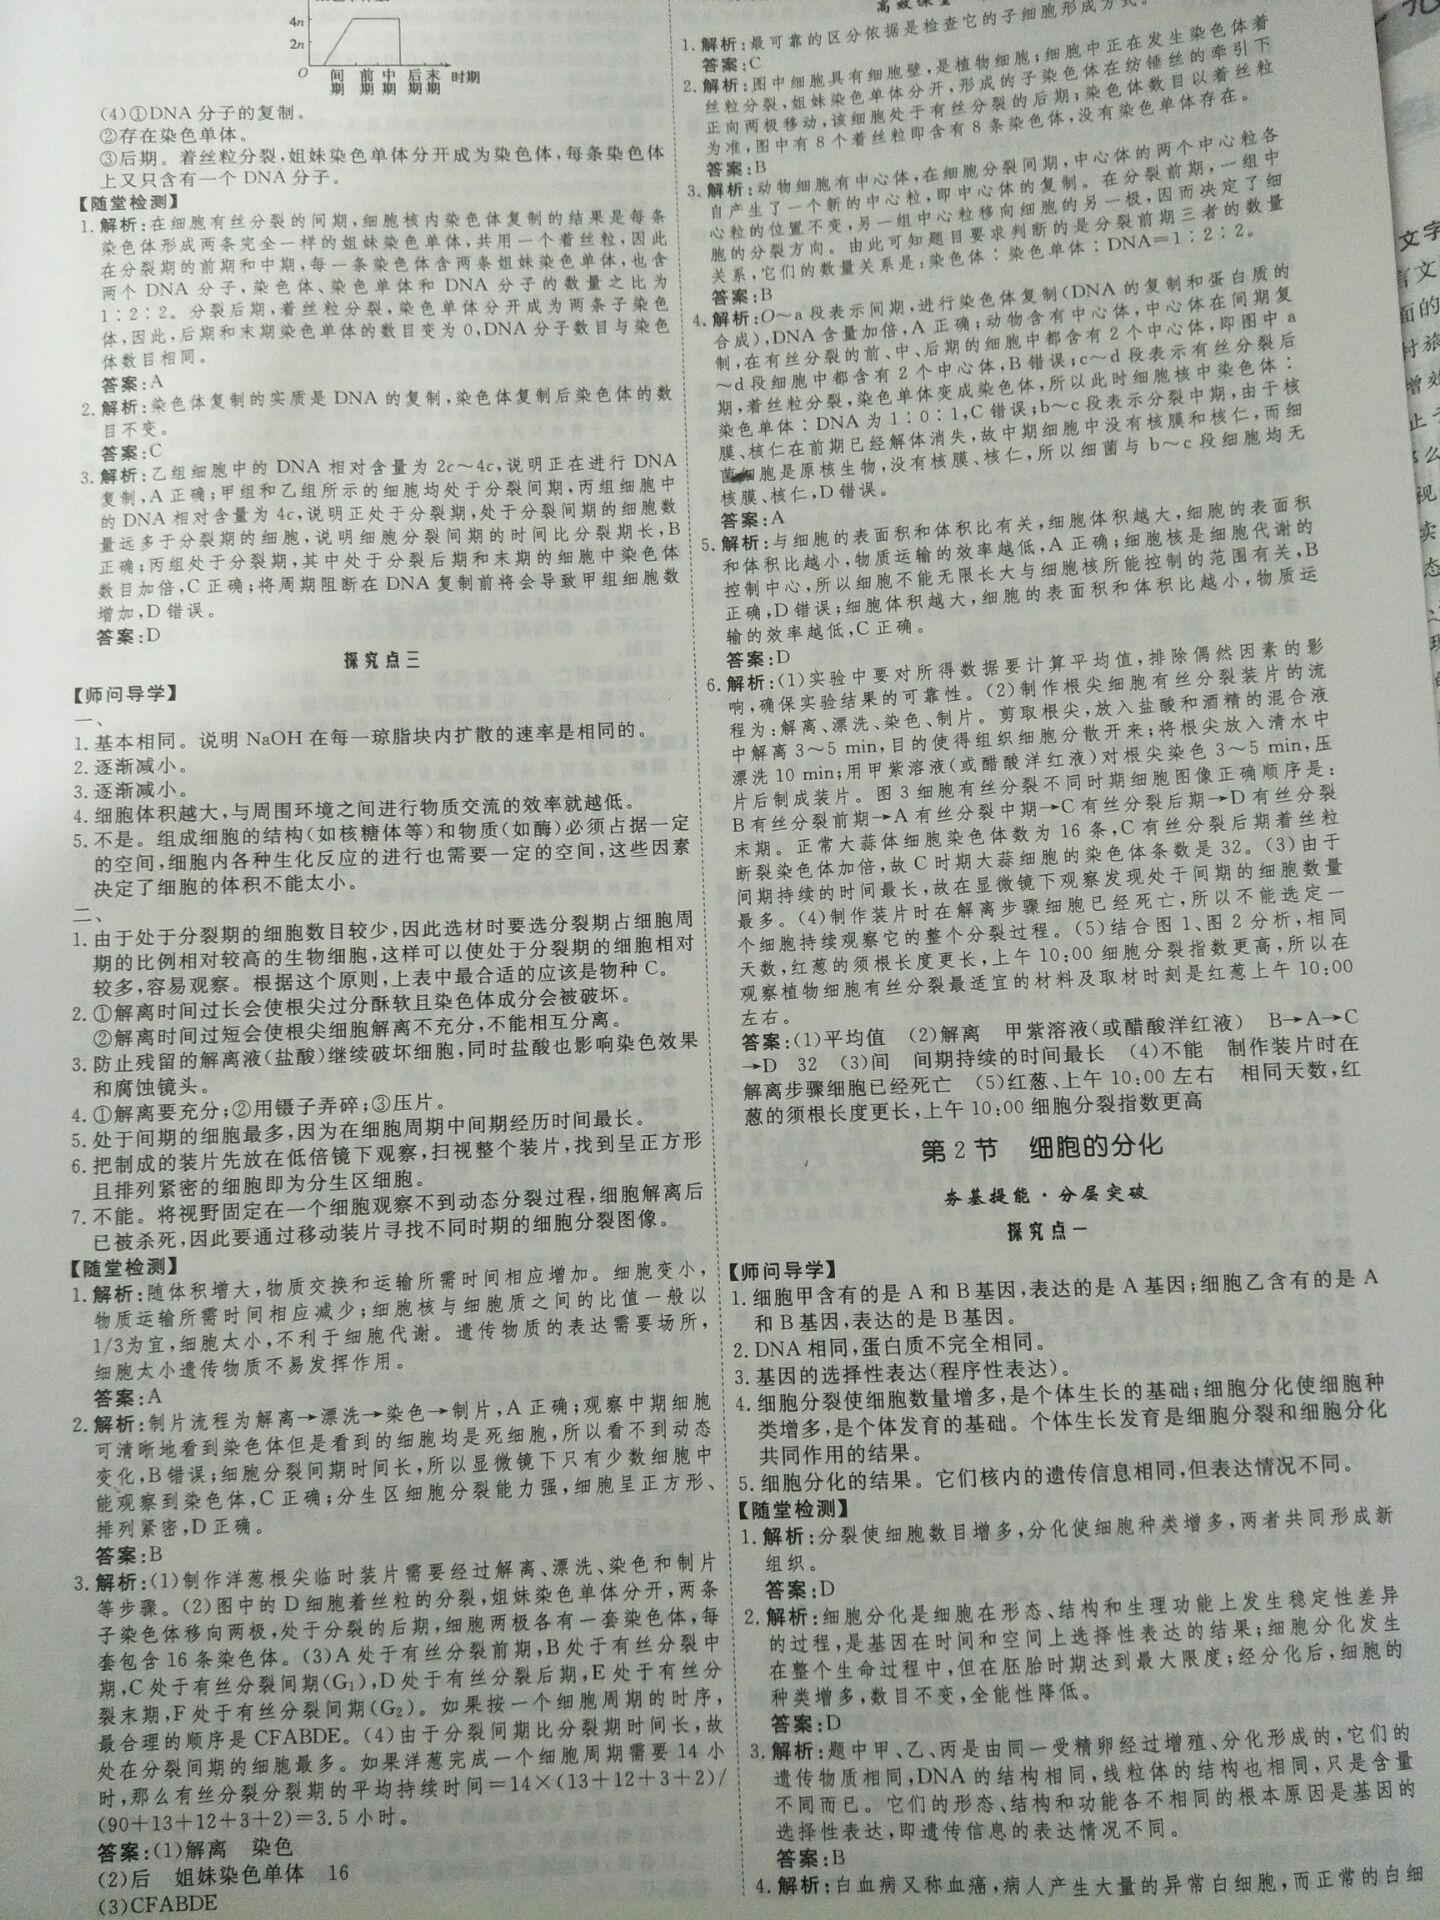 4n
2n
O 间期 前期 中期 后期 末期 时期
(4)①DNA 分子的复制。
②存在染色单体。
③后期。着丝粒分裂,姐妹染色单体分开成为染色体,每条染色体
上又只含有一个 DNA 分子。
【随堂检测】
1. 解析:在细胞有丝分裂的间期,细胞核内染色体复制的结果是每条
染色体形成两条完全一样的姐妹染色单体,共用一个着丝粒,因此
在分裂期的前期和中期,每一条染色体含两条姐妹染色单体,也含
两个 DNA 分子,染色体、染色单体和 DNA 分子的数量之比为
1∶2∶2。分裂后期,着丝粒分裂,染色单体分开成为两条子染色
体,因此,后期和末期染色单体的数目变为 0,DNA 分子数目与染色
体数目相同。
答案:A
2. 解析:染色体复制的实质是 DNA 的复制,染色体复制后染色体的数
目不变。
答案:C
3. 解析:乙组细胞中的 DNA 相对含量为 2c～4c,说明正在进行 DNA
复制,A 正确;甲组和乙组所示的细胞均处于分裂间期,丙组细胞中
的 DNA 相对含量为 4c,说明正处于分裂期,处于分裂间期的细胞数
量远多于分裂期的细胞,说明细胞分裂间期的时间比分裂期长,B
正确;丙组处于分裂期,其中处于分裂后期和末期的细胞中染色体
数目加倍,C 正确;将周期阻断在 DNA 复制前将会导致甲组细胞数
增加,D 错误。
答案:D
探究点三
【师问导学】
一、
1. 基本相同。说明 NaOH 在每一琼脂块内扩散的速率是相同的。
2. 逐渐减小。
3. 逐渐减小。
4. 细胞体积越大,与周围环境之间进行物质交流的效率就越低。
5. 不是。组成细胞的结构(如核糖体等)和物质(如酶)必须占据一定
的空间,细胞内各种生化反应的进行也需要一定的空间,这些因素
决定了细胞的体积不能太小。
二、
1. 由于处于分裂期的细胞数目较少,因此选材时要选分裂期占细胞周
期的比例相对较高的生物细胞,这样可以使处于分裂期的细胞相对
较多,容易观察。根据这个原则,上表中最合适的应该是物种 C。
2. ①解离时间过长会使根尖过分酥软且染色体成分会被破坏。
②解离时间过短会使根尖细胞解离不充分,不能相互分离。
3. 防止残留的解离液(盐酸)继续破坏细胞,同时盐酸也影响染色效果
和腐蚀镜头。
4. ①解离要充分;②用镊子弄碎;③压片。
5. 处于间期的细胞最多,因为在细胞周期中间期经历时间最长。
6. 把制成的装片先放在低倍镜下观察,扫视整个装片,找到呈正方形
且排列紧密的细胞即为分生区细胞。
7. 不能。将视野固定在一个细胞观察不到动态分裂过程,细胞解离后
已被杀死,因此要通过移动装片寻找不同时期的细胞分裂图像。
【随堂检测】
1. 解析:随体积增大,物质交换和运输所需时间相应增加。细胞变小,
物质运输所需时间相应减少;细胞核与细胞质之间的比值一般以
1/3为宜,细胞太小,不利于细胞代谢。遗传物质的表达需要场所,
细胞太小遗传物质不易发挥作用。
答案:A
2. 解析:制片流程为解离→漂洗→染色→制片,A 正确;观察中期细胞
可清晰地看到染色体但是看到的细胞均是死细胞,所以看不到动态
变化,B 错误;细胞分裂间期时间长,所以显微镜下只有少数细胞中
能观察到染色体,C 正确;分生区细胞分裂能力强,细胞呈正方形、
排列紧密,D 正确。
答案:B
3. 解析:(1)制作洋葱根尖临时装片需要经过解离、漂洗、染色和制片
等步骤。(2)图中的 D 细胞着丝粒的分裂,姐妹染色单体分开,两条
子染色体移向两极,处于分裂的后期,细胞两极各有一套染色体,每
套包含 16 条染色体。(3)A 处于有丝分裂前期,B 处于有丝分裂中
期,C 处于有丝分裂间期(G₁),D 处于有丝分裂后期,E 处于有丝分
裂末期,F 处于有丝分裂间期(G₂)。如果按一个细胞周期的时序,
最合理的顺序是 CFABDE。(4)由于分裂间期比分裂期时间长,故
处在分裂间期的细胞最多。如果洋葱完成一个细胞周期需要 14 小
时,那么有丝分裂分裂期的平均持续时间=14×(13+12+3+2)/
(90+13+12+3+2)=3.5 小时。
答案:(1)解离 染色
(2)后 姐妹染色单体 16
(3)CFABDE
高效课堂
1. 解析:最可靠的区分依据是检查它的子细胞形成方式。
答案:C
2. 解析:图中细胞具有细胞壁,是植物细胞;细胞中正在发生染色体着
丝粒分裂,姐妹染色单体分开,形成的子染色体在纺锤丝的牵引下
正向两极移动,该细胞处于有丝分裂的后期;染色体数目以着丝粒
为准,图中有 8 个着丝粒即含有 8 条染色体,没有染色单体存在。
答案:B
3. 解析:动物细胞有中心体,在细胞分裂间期,中心体的两个中心粒各
自产生了一个新的中心粒,即中心体的复制。在分裂前期,一组中
心粒的位置不变,另一组中心粒移向细胞的另一极,因而决定了细
胞的分裂方向。由此可知题目要求判断的是分裂前期三者的数量
关系,它们的数量关系是:染色体∶染色单体∶DNA=1∶2∶2。
答案:B
4. 解析:O～a 段表示间期,进行染色体复制(DNA 的复制和蛋白质的
合成),DNA 含量加倍,A 正确;动物含有中心体,中心体在间期复
制,在有丝分裂的前、中、后期的细胞中都含有 2 个中心体,即图中 a
～d 段细胞中都含有 2 个中心体,B 错误;c～d 段表示有丝分裂后
期,着丝粒分裂,染色单体变成染色体,所以此时细胞核中染色体∶
染色单体∶DNA 为 1∶0∶1,C 错误;b～c 段表示分裂中期,由于核
膜、核仁在前期已经解体消失,故中期细胞中没有核膜和核仁,而细
菌细胞是原核生物,没有核膜、核仁,所以细菌与 b～c 段细胞均无
核膜、核仁,D 错误。
答案:A
5. 解析:与细胞的表面积和体积比有关,细胞体积越大,细胞的表面积
和体积比越小,物质运输的效率越低,A 正确;细胞核是细胞代谢的
控制中心,所以细胞不能无限长大与细胞核所能控制的范围有关,B
正确,D 错误;细胞体积越大,细胞的表面积和体积比越小,物质运
输的效率越低,C 正确。
答案:D
6. 解析:(1)实验中要对所得数据要计算平均值,排除偶然因素的影
响,确保实验结果的可靠性。(2)制作根尖细胞有丝分裂装片的流
程为:解离、漂洗、染色、制片。剪取根尖,放入盐酸和酒精的混合液
中解离 3～5 min,目的使得组织细胞分散开来;将根尖放入清水中
漂洗 10 min;用甲紫溶液(或醋酸洋红液)对根尖染色 3～5 min,压
片后制成装片。图 3 细胞有丝分裂不同时期细胞图像正确顺序是:
B 有丝分裂前期→A 有丝分裂中期→C 有丝分裂后期→D 有丝分裂
末期。正常大蒜体细胞染色体数为 16 条,C 有丝分裂后期着丝粒
断裂染色体加倍,故 C 时期大蒜细胞的染色体条数是 32。(3)由于
间期持续的时间最长,故在显微镜下观察发现处于间期的细胞数量
最多。(4)制作装片时在解离步骤细胞已经死亡,所以不能选定一
个细胞持续观察它的整个分裂过程。(5)结合图 1、图 2 分析,相同
天数,红葱的须根长度更长,上午 10:00 细胞分裂指数更高,所以在
观察植物细胞有丝分裂最适宜的材料及取材时刻是红葱上午 10:00
左右。
答案:(1)平均值 (2)解离 甲紫溶液(或醋酸洋红液) B→A→C
→D 32 (3)间 间期持续的时间最长 (4)不能 制作装片时在
解离步骤细胞已经死亡 (5)红葱、上午 10:00 左右 相同天数,红
葱的须根长度更长,上午 10:00 细胞分裂指数更高
第 2 节 细胞的分化
夯基提能·分层突破
探究点一
【师问导学】
1. 细胞甲含有的是 A 和 B 基因,表达的是 A 基因;细胞乙含有的是 A
和 B 基因,表达的是 B 基因。
2. DNA 相同,蛋白质不完全相同。
3. 基因的选择性表达(程序性表达)。
4. 细胞分裂使细胞数量增多,是个体生长的基础;细胞分化使细胞种
类增多,是个体发育的基础。个体生长发育是细胞分裂和细胞分化
共同作用的结果。
5. 细胞分化的结果。它们核内的遗传信息相同,但表达情况不同。
【随堂检测】
1. 解析:分裂使细胞数目增多,分化使细胞种类增多,两者共同形成新
组织。
答案:D
2. 解析:细胞分化是细胞在形态、结构和生理功能上发生稳定性差异
的过程,是基因在时间和空间上选择性表达的结果;细胞分化发生
在整个生命过程中,但在胚胎时期达到最大限度;经分化后,细胞的
种类增多,数目不变,全能性降低。
答案:D
3. 解析:题中甲、乙、丙是由同一受精卵经过增殖、分化形成的,它们的
遗传物质相同,DNA 的结构相同,线粒体的结构也相同,只是含量
不同而已。它们的形态、结构和功能各不相同的根本原因是基因的
选择性表达,即遗传信息的表达情况不同。
答案:B
4. 解析:白血病又称血癌,病人产生大量的异常白细胞,而正常的白细
文字
言文
面的
村旅
增效
止
么
视
实
态